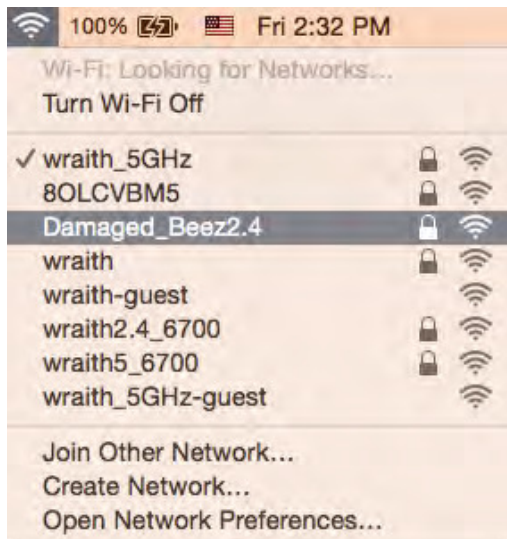 100% Fri 2:32 PM
Wi-Fi: Looking for Networks...
Turn Wi-Fi Off
wraith_5GHz
8OLCVBM5
Damaged_Beez2.4
wraith
wraith-guest
wraith2.4_6700
wraith5_6700
wraith_5GHz-guest
Join Other Network...
Create Network...
Open Network Preferences...